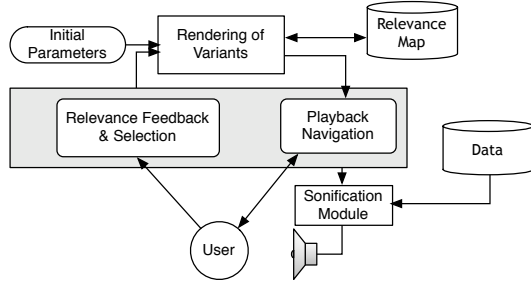 Initial
Parameters
Rendering of
Variants
Relevance
Map
Relevance Feedback
& Selection
Playback
Navigation
Data
Sonification
Module
User